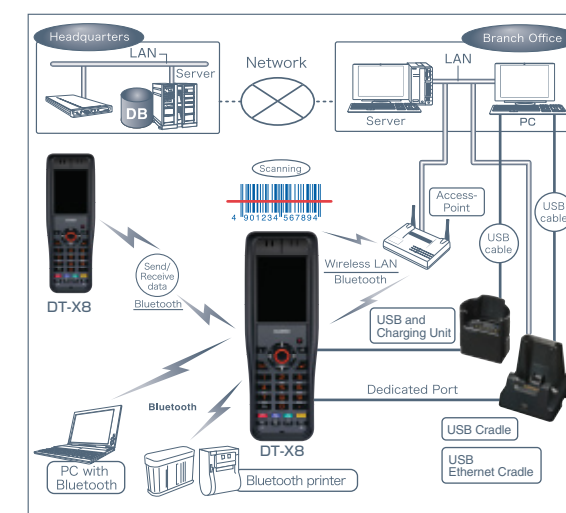 Headquarters
LAN
Server
DB
Network
Branch Office
LAN
Server
PC
Scanning
4 901234 567894
Access-
Point
USB
cable
USB
cable
Wireless LAN
Bluetooth
Send/
Receive
data
Bluetooth
DT-X8
USB and
Charging Unit
Dedicated Port
Bluetooth
DT-X8
USB Cradle
USB
Ethernet Cradle
PC with
Bluetooth
Bluetooth printer